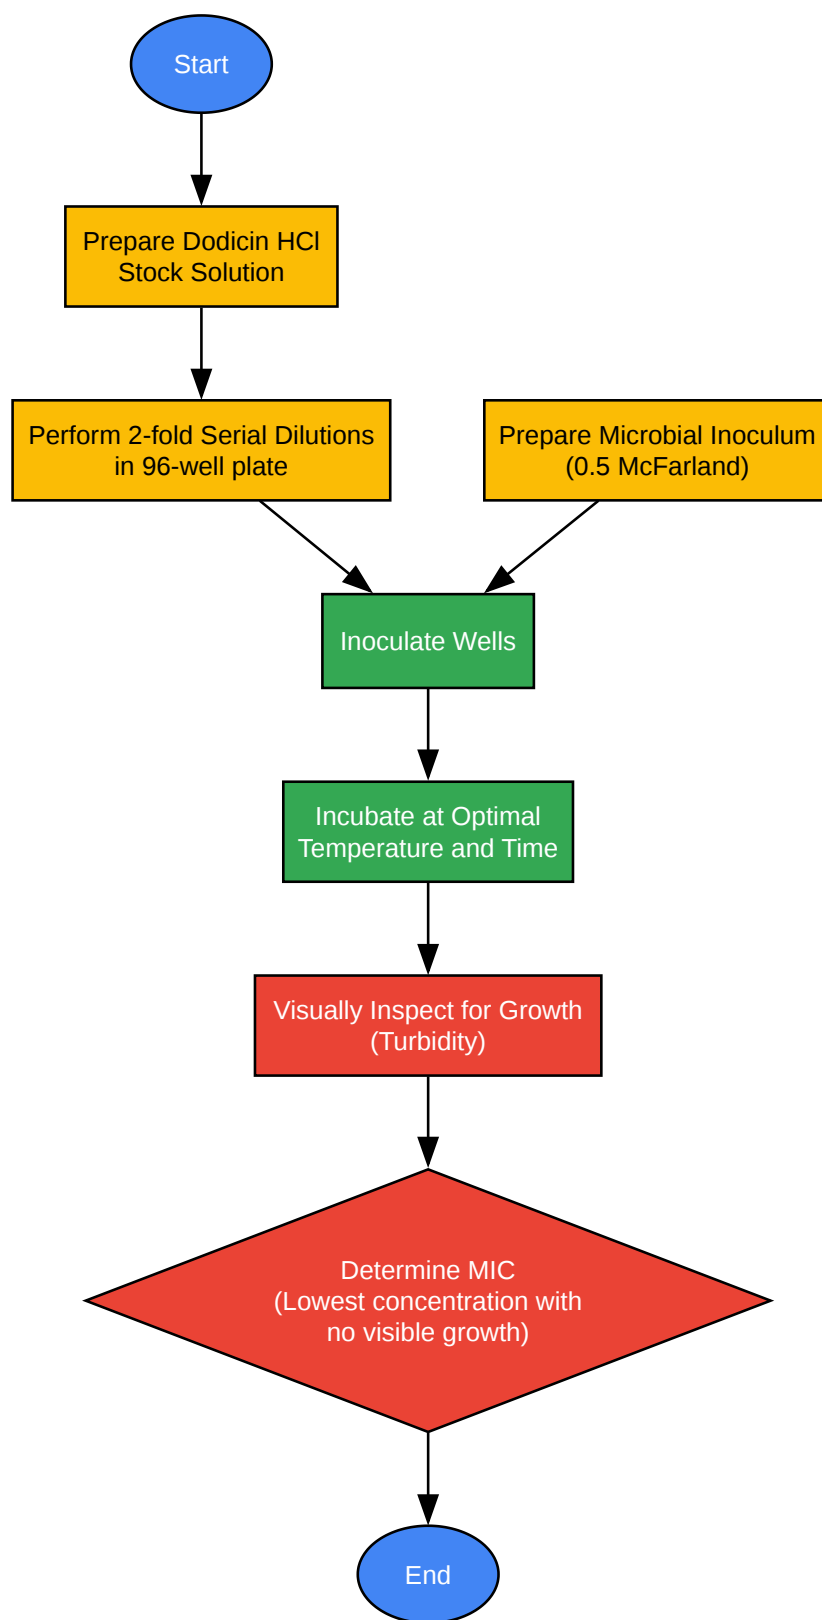 Start
Prepare Dodicin HCl
Stock Solution
Perform 2-fold Serial Dilutions
in 96-well plate
Prepare Microbial Inoculum
(0.5 McFarland)
Inoculate Wells
Incubate at Optimal
Temperature and Time
Visually Inspect for Growth
(Turbidity)
Determine MIC
(Lowest concentration with
no visible growth)
End